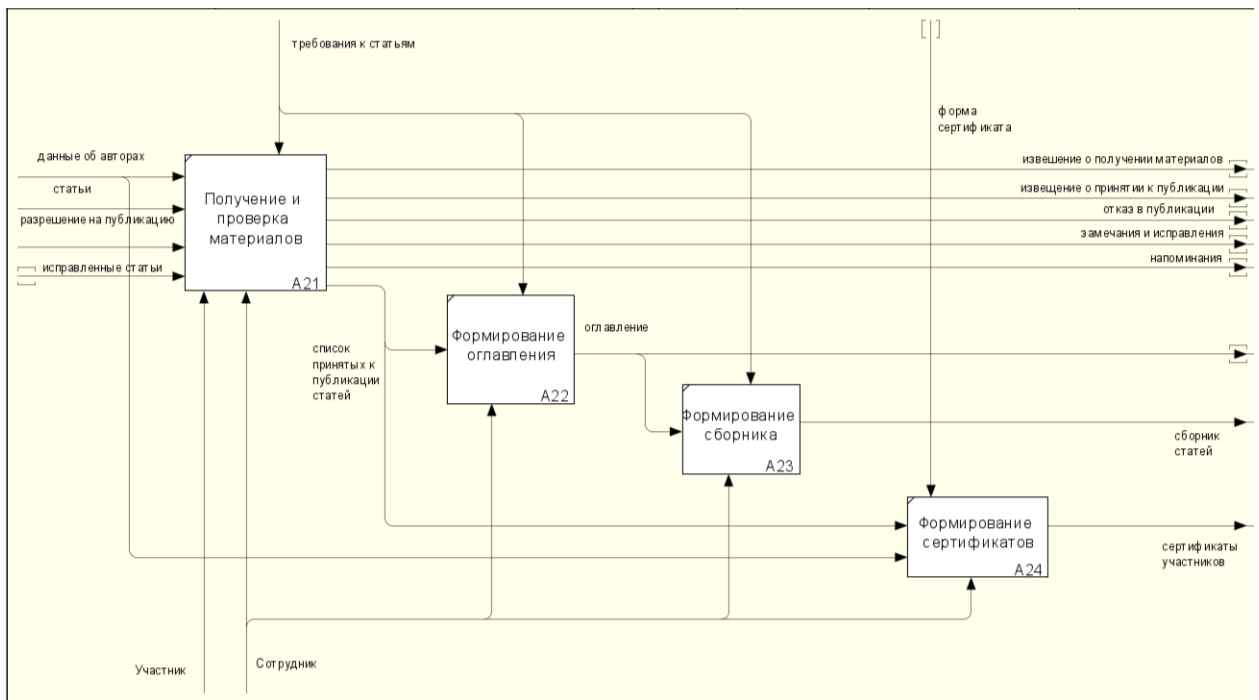 требования к статьям
форма
сертификата
данные об авторах
статьи
разрешение на публикацию
исправленные статьи
Получение и
проверка
материалов
A21
извешение о получении материалов
извещение о принятии к публикации
отказ в публикации
замечания и исправления
напоминания
список
принятых к
публикации
статей
Формирование
оглавления
A22
оглавление
Формирование
сборника
A23
сборник
статей
Формирование
сертификатов
A24
сертификаты
участников
Участник
Сотрудник